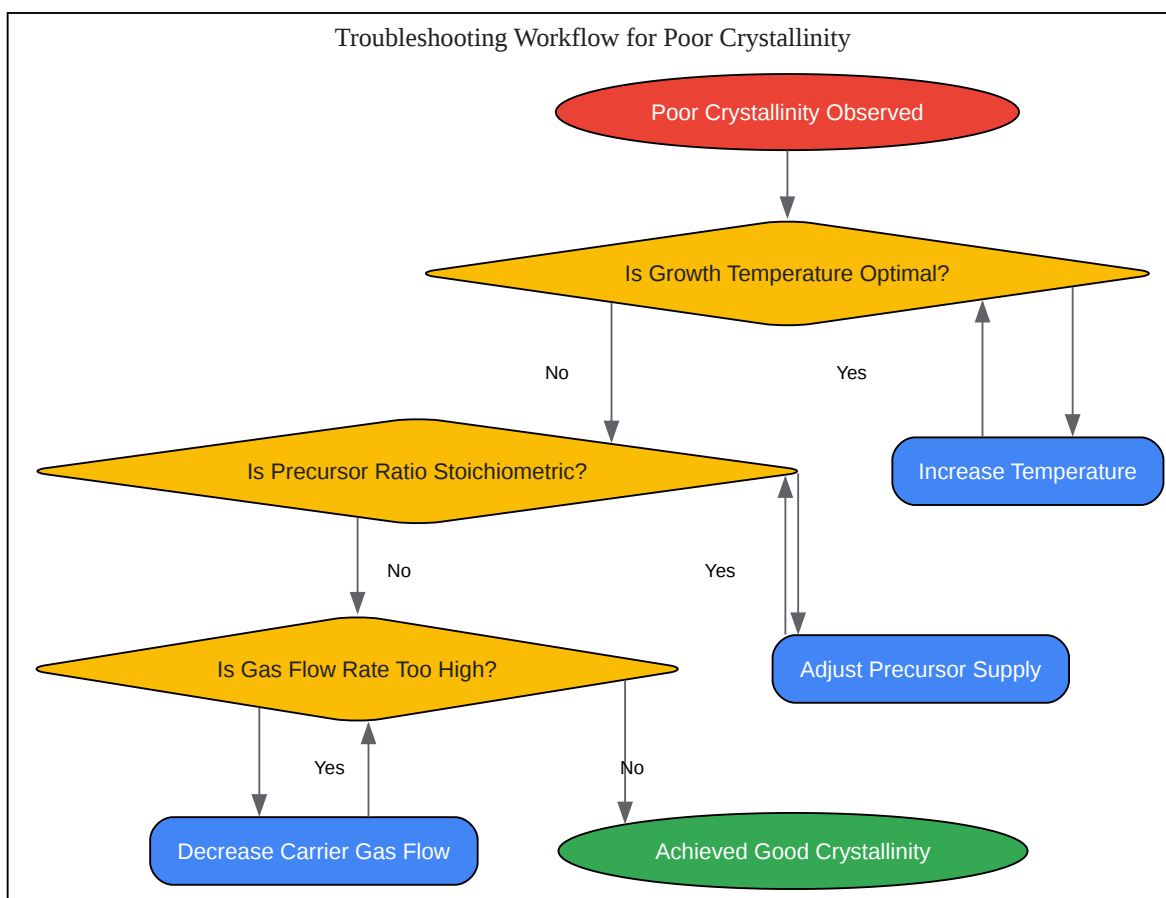 Troubleshooting Workflow for Poor Crystallinity
Poor Crystallinity Observed
Is Growth Temperature Optimal?
No
Yes
Is Precursor Ratio Stoichiometric?
Increase Temperature
No
Yes
Is Gas Flow Rate Too High?
Adjust Precursor Supply
Yes
No
Decrease Carrier Gas Flow
Achieved Good Crystallinity